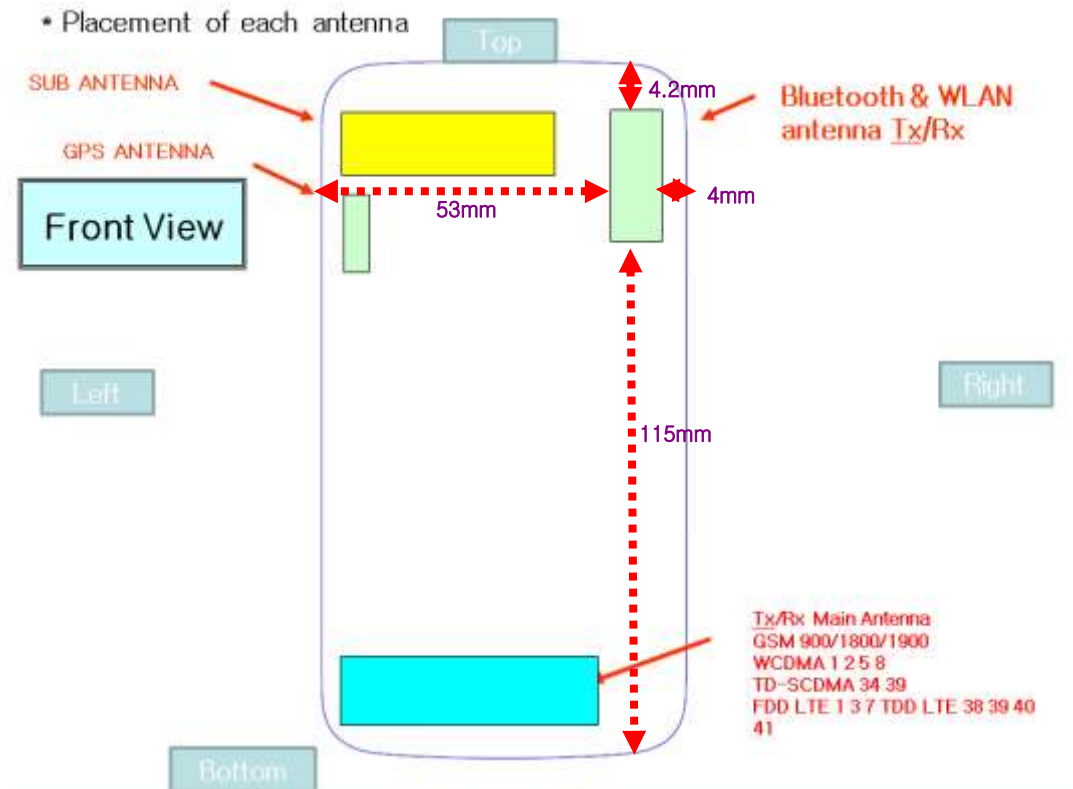 • Placement of each antenna
Top
SUB ANTENNA
4.2mm
Bluetooth & WLAN
antenna Tx/Rx
GPS ANTENNA
Front View
53mm
4mm
Left
Right
115mm
Tx/Rx Main Antenna
GSM 900/1800/1900
WCDMA 1 2 5 8
TD-SCDMA 34 39
FDD LTE 1 3 7 TDD LTE 38 39 40
41
Bottom